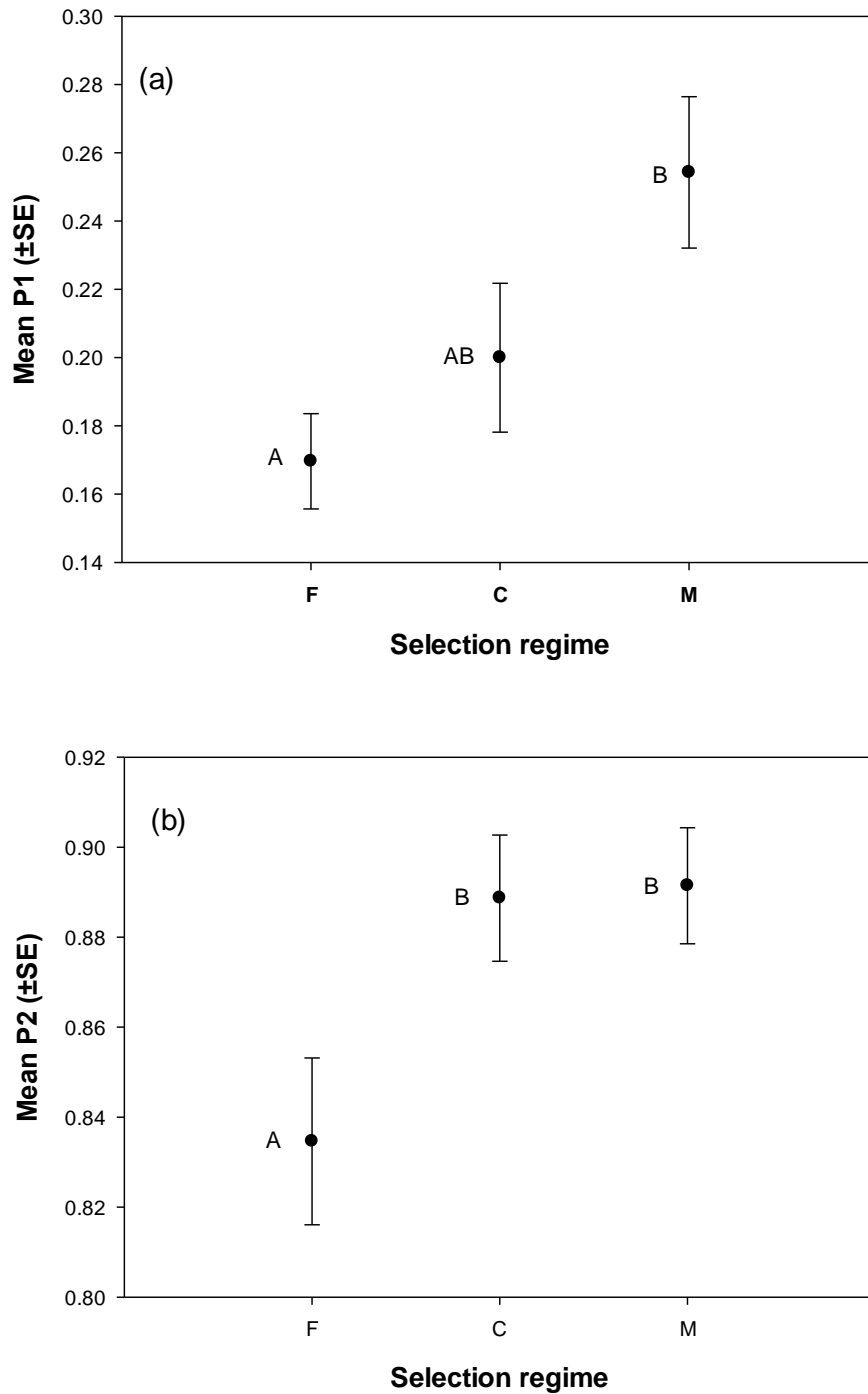 0.30
(a)
0.28
0.26
B
0.24
Mean P1 (±SE)
0.22
AB
0.20
0.18
A
0.16
0.14
F C M
Selection regime
0.92
(b)
0.90
B B
0.88
Mean P2 (±SE)
0.86
0.84
A
0.82
0.80
F C M
Selection regime